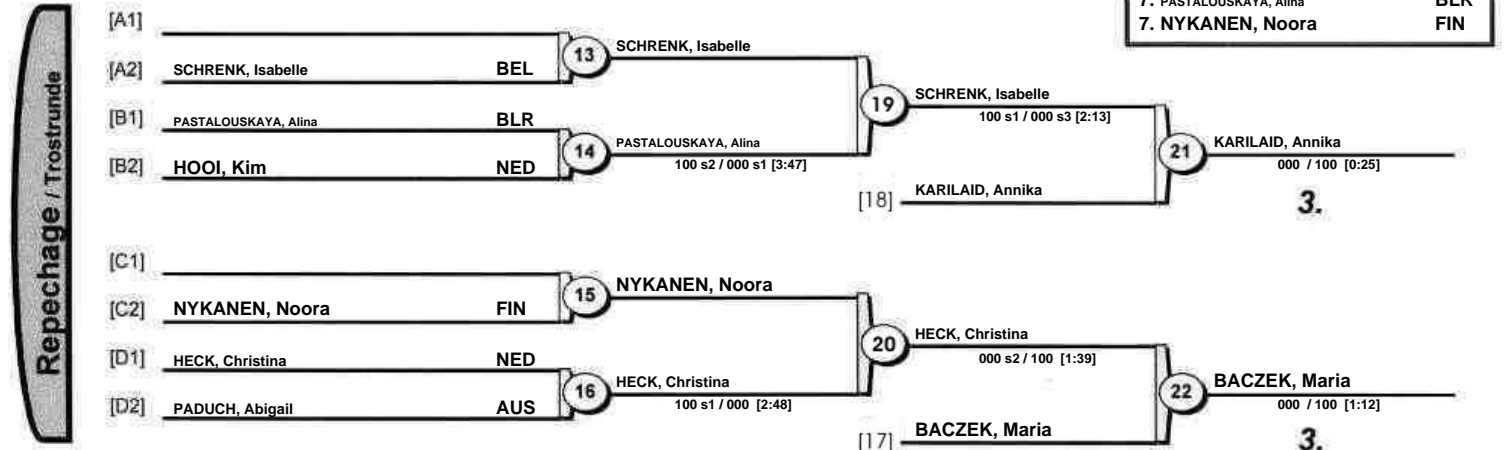 7. PASTALOUSKAYA, Alina BLR
7. NYKANEN, Noora FIN
Repechage / Trostrunde
[A1]
[A2] SCHRENK, Isabelle BEL
13 SCHRENK, Isabelle
[B1] PASTALOUSKAYA, Alina BLR
[B2] HOOI, Kim NED
14 PASTALOUSKAYA, Alina
100 s2 / 000 s1 [3:47]
19 SCHRENK, Isabelle
100 s1 / 000 s3 [2:13]
[18] KARILAID, Annika
21 KARILAID, Annika
000 / 100 [0:25]
3.
[C1]
[C2] NYKANEN, Noora FIN
15 NYKANEN, Noora
[D1] HECK, Christina NED
[D2] PADUCH, Abigail AUS
16 HECK, Christina
100 s1 / 000 [2:48]
20 HECK, Christina
000 s2 / 100 [1:39]
[17] BACZEK, Maria
22 BACZEK, Maria
000 / 100 [1:12]
3.